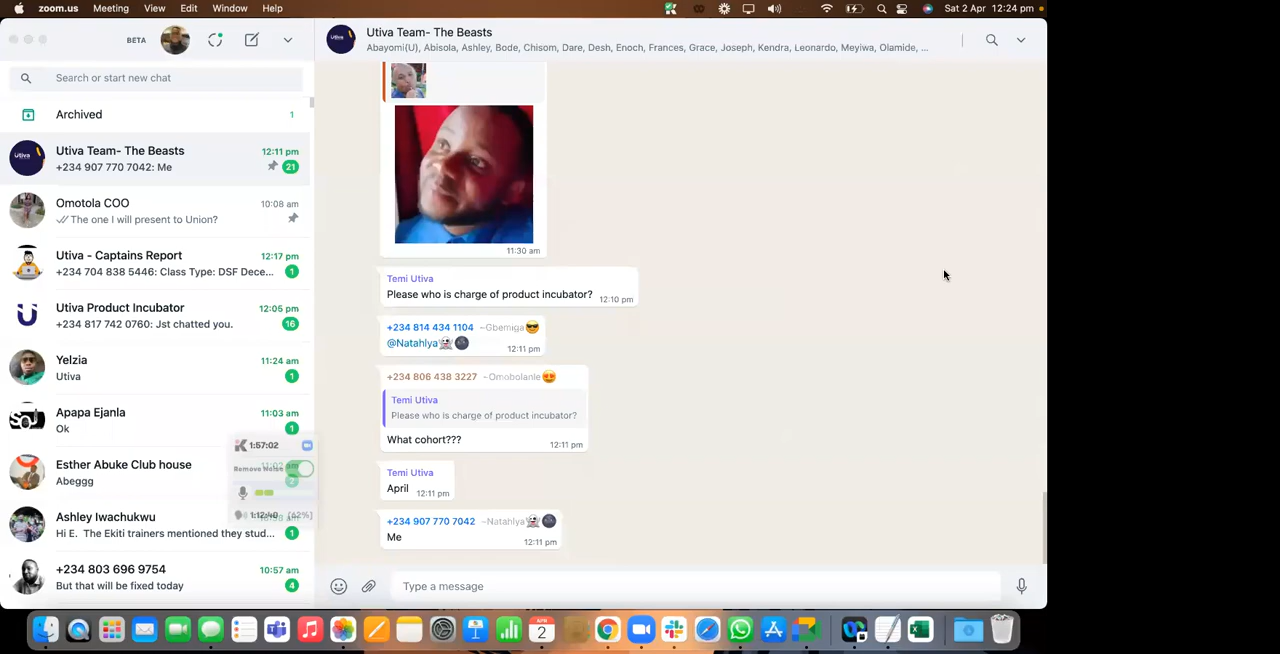 zoom.us Meeting View Edit Window Help Sat 2 Apr 12:24 pm
BETA
Search or start new chat
Archived 1
Utiva Team- The Beasts 12:11 pm
+234 907 770 7042: Me 21
Omotola COO 10:08 am
The one I will present to Union?
Utiva - Captains Report 12:17 pm
+234 704 838 5446: Class Type: DSF Dece... 1
Utiva Product Incubator 12:05 pm
+234 817 742 0760: Jst chatted you. 16
Yelzia 11:24 am
Utiva 1
Apapa Ejanla 11:03 am
Ok 1
Esther Abuke Club house
Abeggg
Ashley Iwachukwu
Hi E. The Ekiti trainers mentioned they stud... 1
+234 803 696 9754 10:57 am
But that will be fixed today 4
1:57:02
Remove Noise
1:12:40 [62%]
Utiva Team- The Beasts
Abayomi(U), Abisola, Ashley, Bode, Chisom, Dare, Desh, Enoch, Frances, Grace, Joseph, Kendra, Leonardo, Meyiwa, Olamide, ...
11:30 am
Temi Utiva
Please who is charge of product incubator? 12:10 pm
+234 814 434 1104 ~Gbemiga😎
@Natahlya👻🌚 12:11 pm
+234 806 438 3227 ~Omobolanle😍
Temi Utiva
Please who is charge of product incubator?
What cohort??? 12:11 pm
Temi Utiva
April 12:11 pm
+234 907 770 7042 ~Natahlya👻🌚
Me 12:11 pm
Type a message